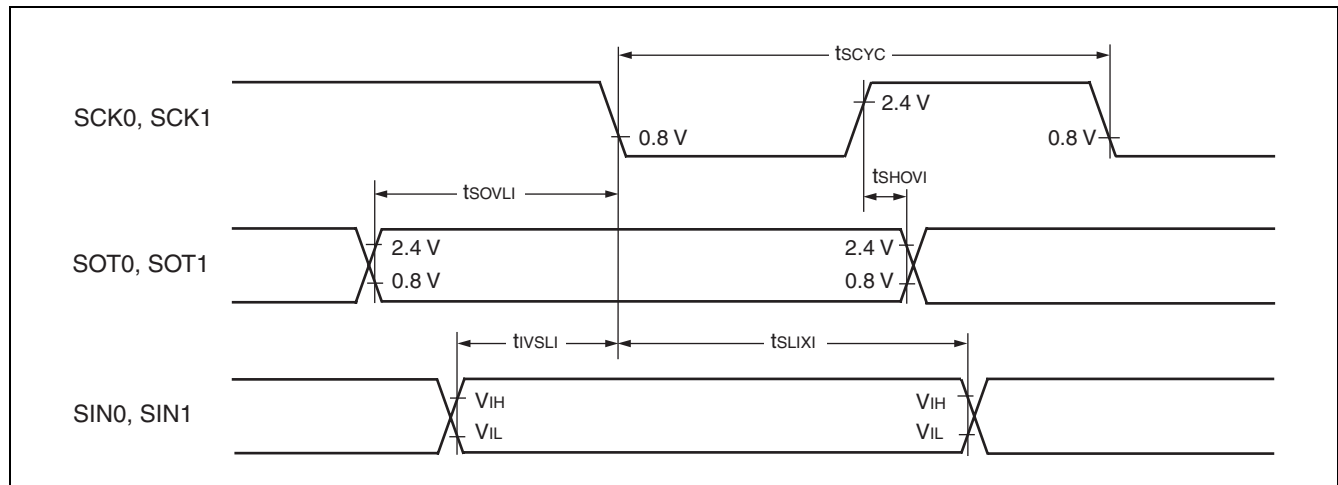 tSCYC
SCK0, SCK1
2.4 V
0.8 V
0.8 V
tSHOVI
tSOVLI
SOT0, SOT1
2.4 V
2.4 V
0.8 V
0.8 V
tIVSLI
tSLIXI
SIN0, SIN1
VIH
VIH
VIL
VIL